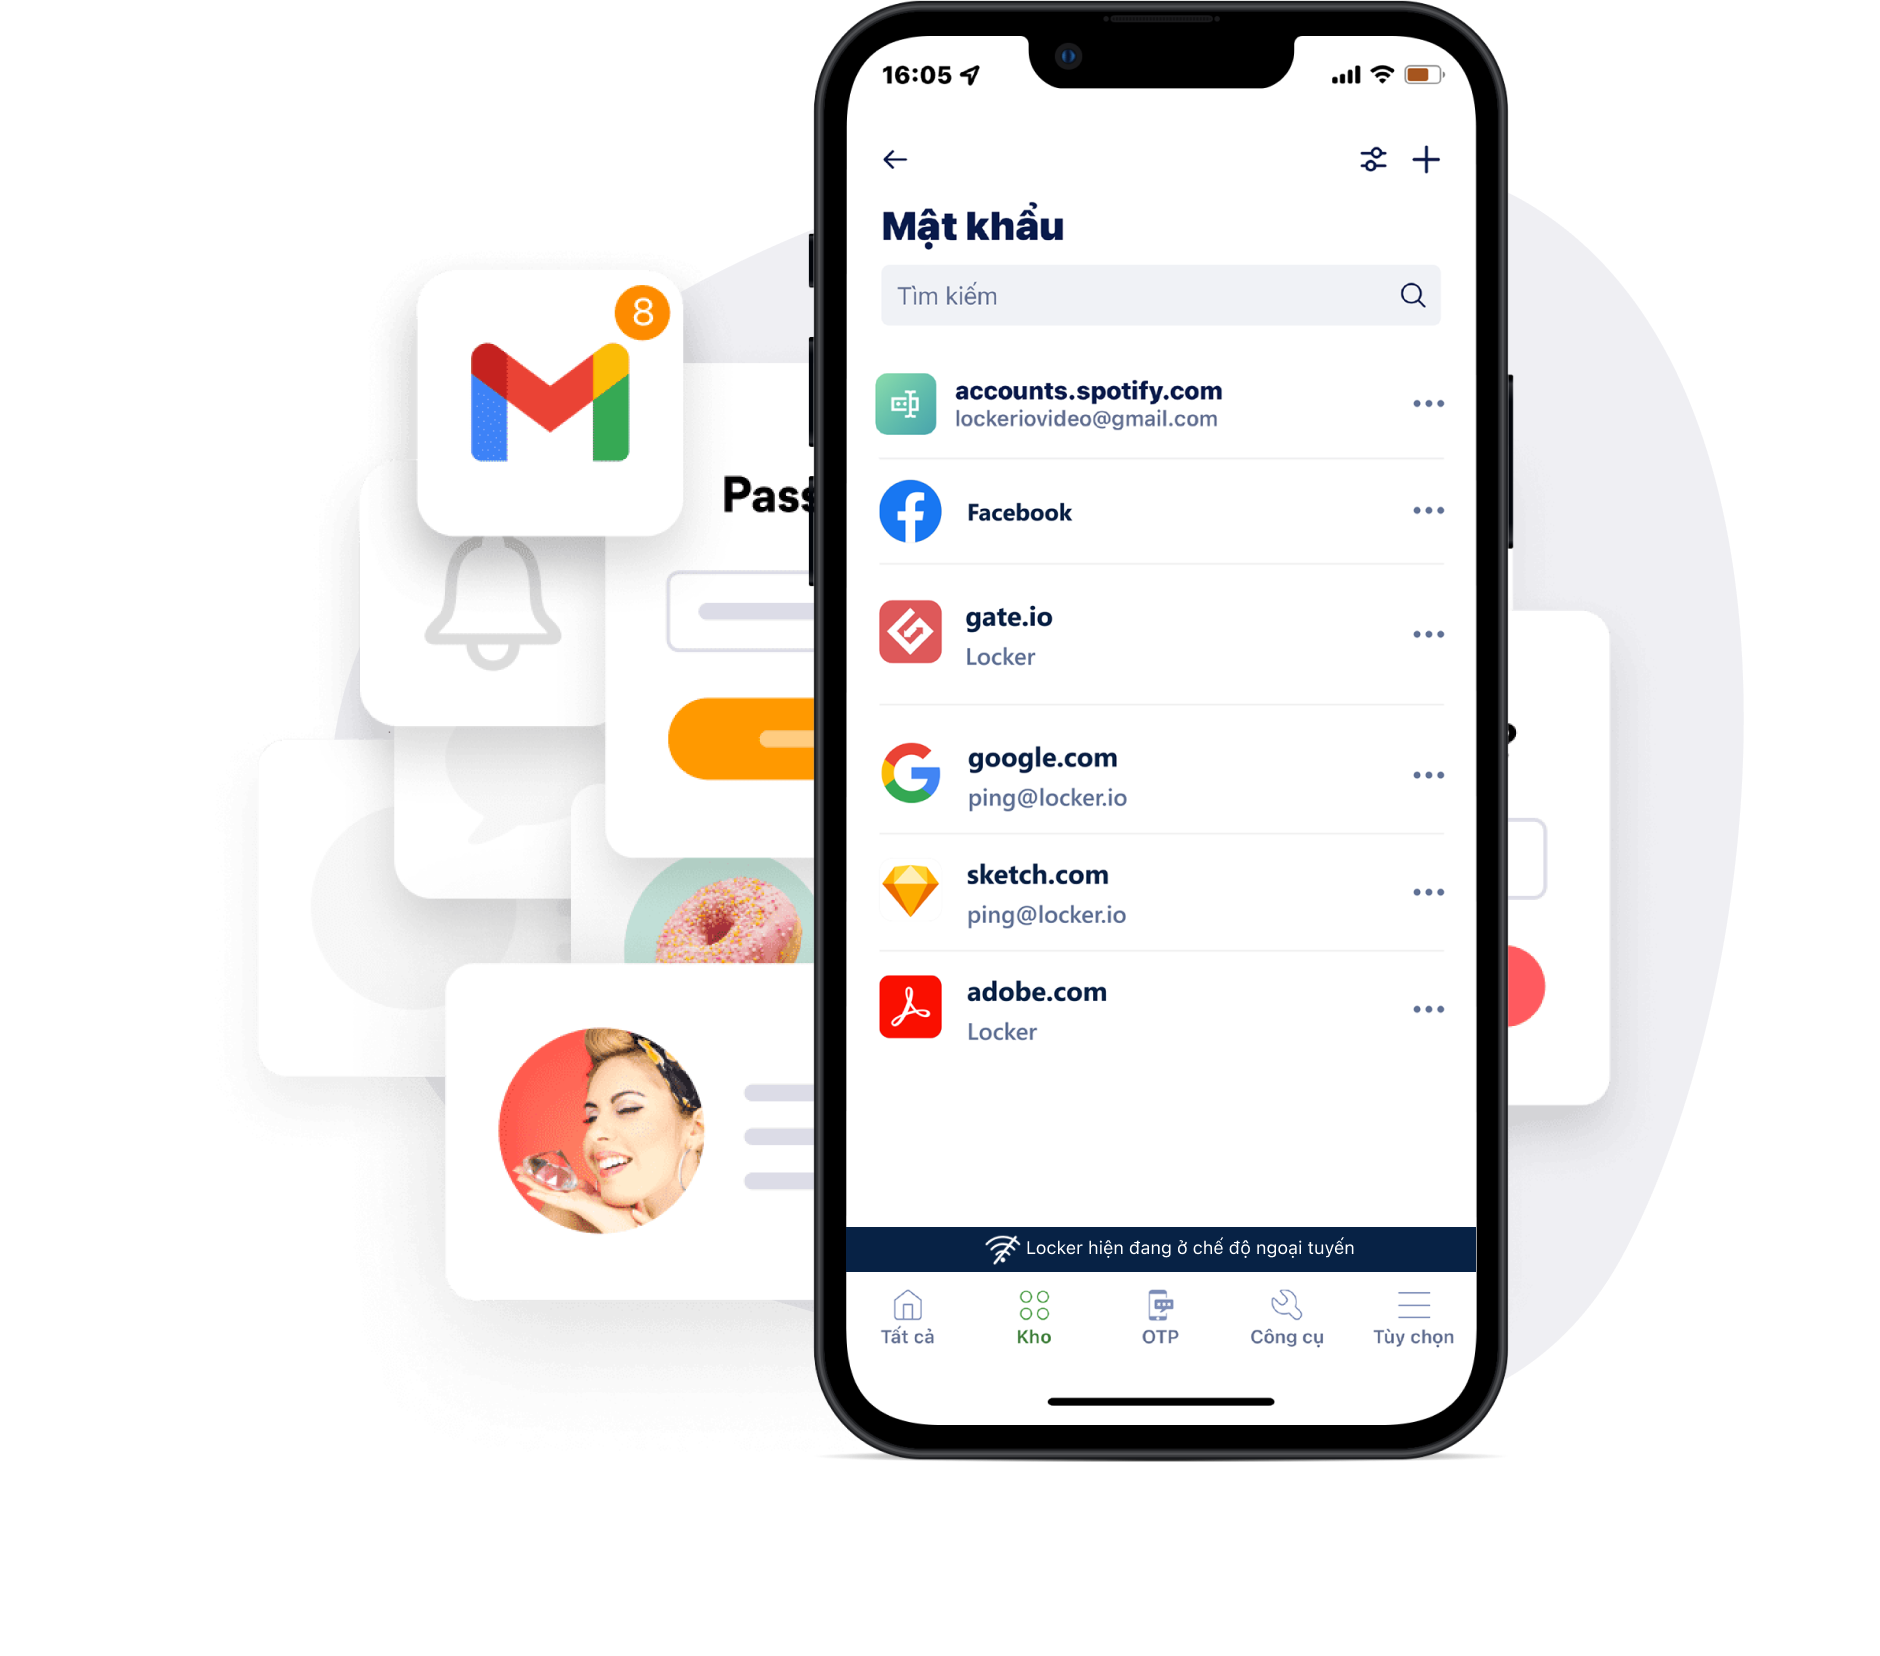 16:05
Mật khẩu
Tìm kiếm
accounts.spotify.com
lockeriovideo@gmail.com
Facebook
gate.io
Locker
google.com
ping@locker.io
sketch.com
ping@locker.io
adobe.com
Locker
Locker hiện đang ở chế độ ngoại tuyến
Tất cả
Kho
OTP
Công cụ
Tùy chọn
8
Pass